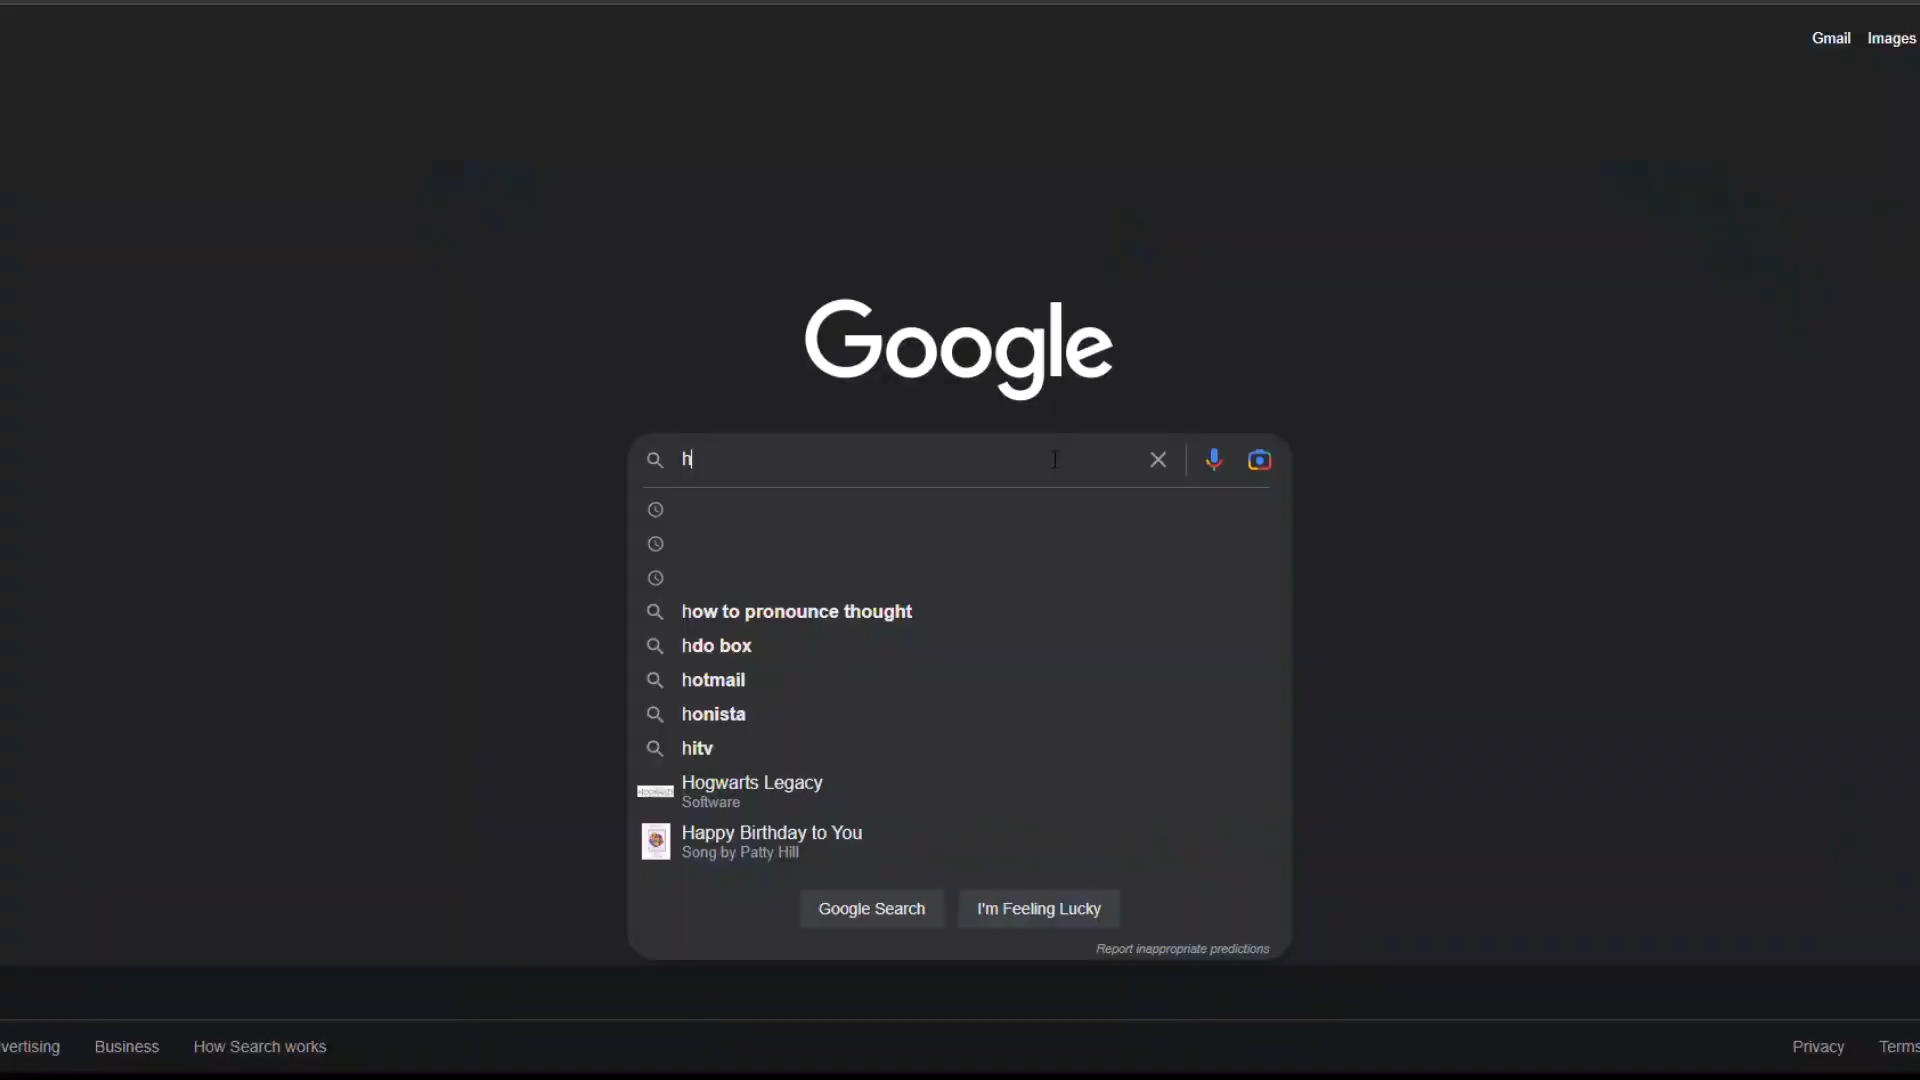 Gmail Images
Google
h
how to pronounce thought
hdo box
hotmail
honista
hitv
Hogwarts Legacy
Software
Happy Birthday to You
Song by Patty Hill
Google Search I'm Feeling Lucky
Report inappropriate predictions
vertising Business How Search works Privacy Terms